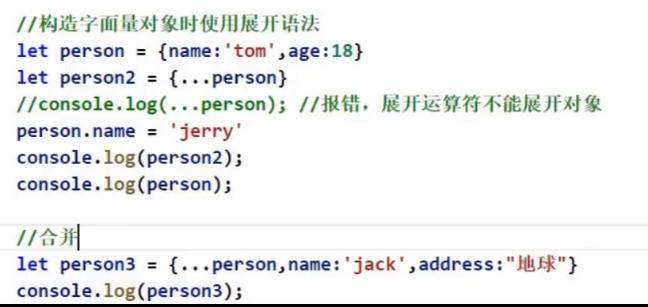 //构造字面量对象时使用展开语法
let person = {name:'tom',age:18}
let person2 = {...person}
//console.log(...person); //报错，展开运算符不能展开对象
person.name = 'jerry'
console.log(person2);
console.log(person);
//合并
let person3 = {...person,name:'jack',address:"地球"}
console.log(person3);